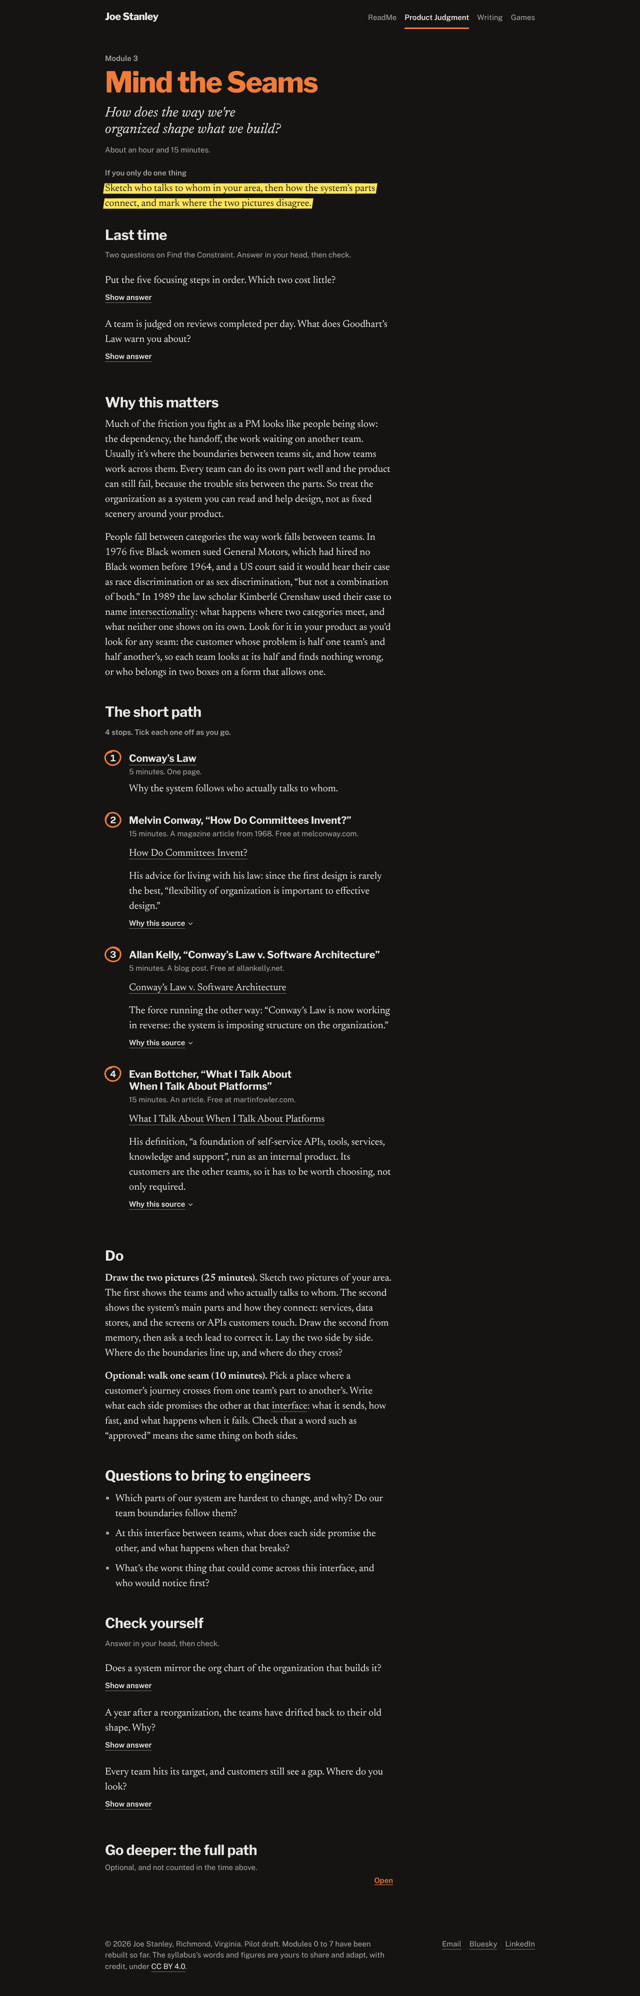 Joe Stanley
ReadMe Product Judgment Writing Games
Module 3
Mind the Seams
How does the way we're
organized shape what we build?
About an hour and 15 minutes.
If you only do one thing
Sketch who talks to whom in your area, then how the system's parts
connect, and mark where the two pictures disagree.
Last time
Two questions on Find the Constraint. Answer in your head, then check.
Put the five focusing steps in order. Which two cost little?
Show answer
A team is judged on reviews completed per day. What does Goodhart's
Law warn you about?
Show answer
Why this matters
Much of the friction you fight as a PM looks like people being slow:
the dependency, the handoff, the work waiting on another team.
Usually it's where the boundaries between teams sit, and how teams
work across them. Every team can do its own part well and the product
can still fail, because the trouble sits between the parts. So treat the
organization as a system you can read and help design, not as fixed
scenery around your product.
People fall between categories the way work falls between teams. In
1976 five Black women sued General Motors, which had hired no
Black women before 1964, and a US court said it would hear their case
as race discrimination or as sex discrimination, “but not a combination
of both.” In 1989 the law scholar Kimberlé Crenshaw used their case to
name intersectionality: what happens where two categories meet, and
what neither one shows on its own. Look for it in your product as you'd
look for any seam: the customer whose problem is half one team's and
half another's, so each team looks at its half and finds nothing wrong,
or who belongs in two boxes on a form that allows one.
The short path
4 stops. Tick each one off as you go.
1 Conway's Law
5 minutes. One page.
Why the system follows who actually talks to whom.
2 Melvin Conway, “How Do Committees Invent?”
15 minutes. A magazine article from 1968. Free at melconway.com.
How Do Committees Invent?
His advice for living with his law: since the first design is rarely
the best, “flexibility of organization is important to effective
design.”
Why this source
3 Allan Kelly, “Conway's Law v. Software Architecture”
5 minutes. A blog post. Free at allankelly.net.
Conway's Law v. Software Architecture
The force running the other way: “Conway's Law is now working
in reverse: the system is imposing structure on the organization.”
Why this source
4 Evan Bottcher, “What I Talk About
When I Talk About Platforms”
15 minutes. An article. Free at martinfowler.com.
What I Talk About When I Talk About Platforms
His definition, “a foundation of self-service APIs, tools, services,
knowledge and support”, run as an internal product. Its
customers are the other teams, so it has to be worth choosing, not
only required.
Why this source
Do
Draw the two pictures (25 minutes). Sketch two pictures of your area.
The first shows the teams and who actually talks to whom. The second
shows the system's main parts and how they connect: services, data
stores, and the screens or APIs customers touch. Draw the second from
memory, then ask a tech lead to correct it. Lay the two side by side.
Where do the boundaries line up, and where do they cross?
Optional: walk one seam (10 minutes). Pick a place where a
customer's journey crosses from one team's part to another's. Write
what each side promises the other at that interface: what it sends, how
fast, and what happens when it fails. Check that a word such as
“approved” means the same thing on both sides.
Questions to bring to engineers
• Which parts of our system are hardest to change, and why? Do our
team boundaries follow them?
• At this interface between teams, what does each side promise the
other, and what happens when that breaks?
• What's the worst thing that could come across this interface, and
who would notice first?
Check yourself
Answer in your head, then check.
Does a system mirror the org chart of the organization that builds it?
Show answer
A year after a reorganization, the teams have drifted back to their old
shape. Why?
Show answer
Every team hits its target, and customers still see a gap. Where do you
look?
Show answer
Go deeper: the full path
Optional, and not counted in the time above.
Open
© 2026 Joe Stanley, Richmond, Virginia. Pilot draft. Modules 0 to 7 have been
rebuilt so far. The syllabus's words and figures are yours to share and adapt, with
credit, under CC BY 4.0.
Email Bluesky LinkedIn